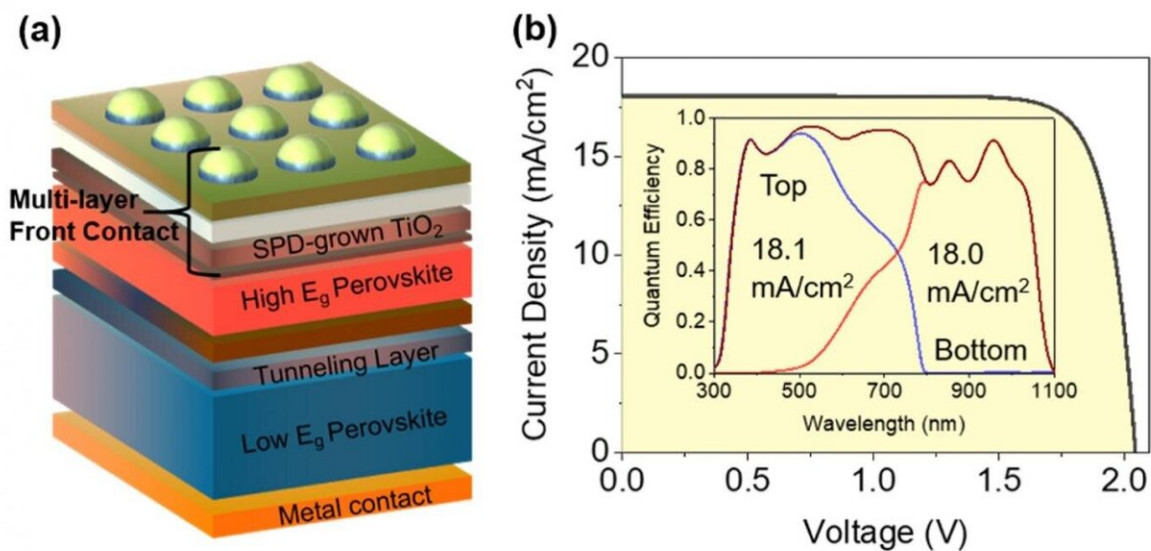 (a)
Multi-layer
Front Contact
SPD-grown TiO₂
High E_g Perovskite
Tunneling Layer
Low E_g Perovskite
Metal contact
(b)
Current Density (mA/cm²)
20
15
10
5
0
0.0 0.5 1.0 1.5 2.0
Voltage (V)
Quantum Efficiency
1.0
0.8
0.6
0.4
0.2
0.0
300 500 700 900 1100
Wavelength (nm)
Top
18.1
mA/cm²
18.0
mA/cm²
Bottom